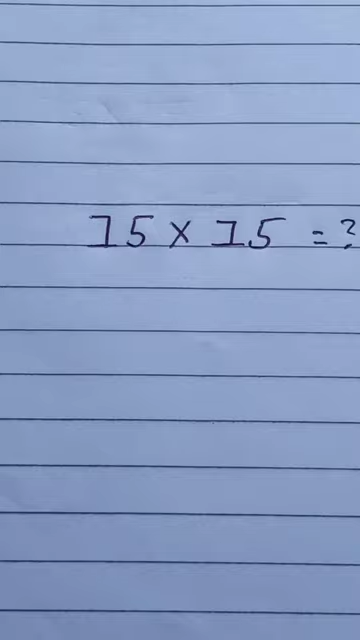 15 × 15 = ?